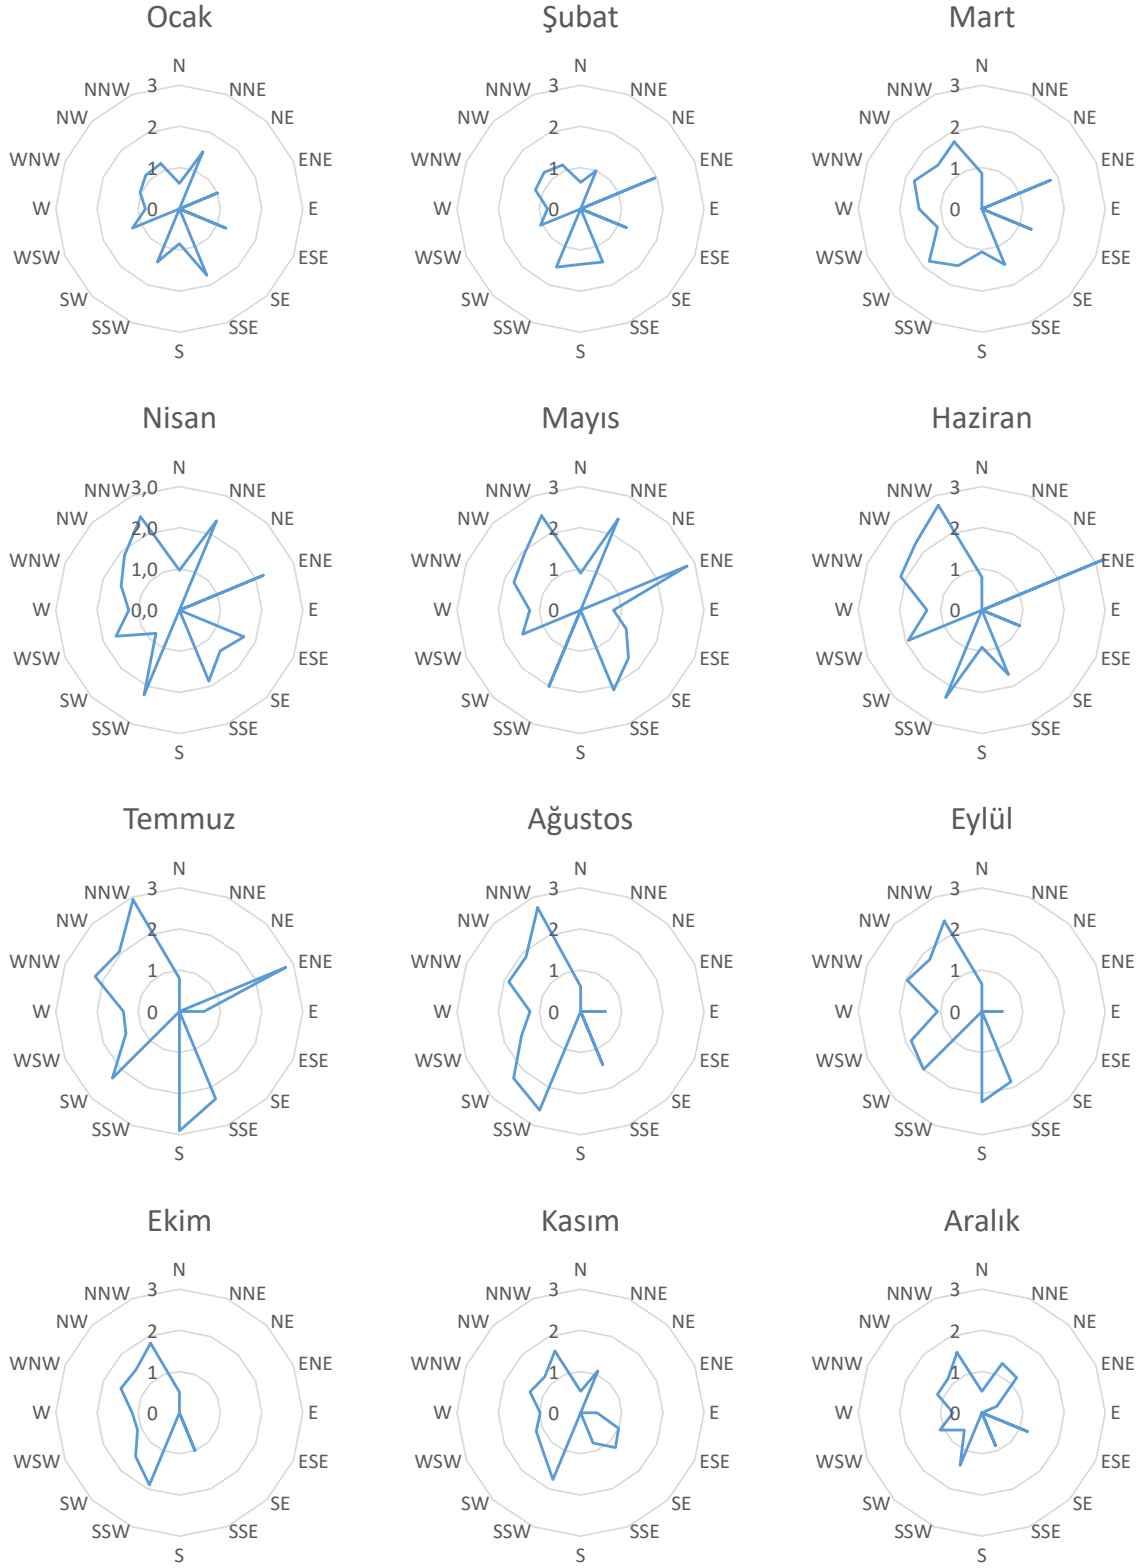 Ocak Şubat Mart
N N N
NNW 3 NNE NNW 3 NNE NNW 3 NNE
NW 2 NE NW 2 NE NW 2 NE
WNW 1 ENE WNW 1 ENE WNW 1 ENE
W 0 E W 0 E W 0 E
WSW ESE WSW ESE WSW ESE
SW SE SW SE SW SE
SSW SSE SSW SSE SSW SSE
S S S
Nisan Mayıs Haziran
N N N
NNW 3,0 NNE NNW 3 NNE NNW 3 NNE
NW 2,0 NE NW 2 NE NW 2 NE
WNW 1,0 ENE WNW 1 ENE WNW 1 ENE
W 0,0 E W 0 E W 0 E
WSW ESE WSW ESE WSW ESE
SW SE SW SE SW SE
SSW SSE SSW SSE SSW SSE
S S S
Temmuz Ağustos Eylül
N N N
NNW 3 NNE NNW 3 NNE NNW 3 NNE
NW 2 NE NW 2 NE NW 2 NE
WNW 1 ENE WNW 1 ENE WNW 1 ENE
W 0 E W 0 E W 0 E
WSW ESE WSW ESE WSW ESE
SW SE SW SE SW SE
SSW SSE SSW SSE SSW SSE
S S S
Ekim Kasım Aralık
N N N
NNW 3 NNE NNW 3 NNE NNW 3 NNE
NW 2 NE NW 2 NE NW 2 NE
WNW 1 ENE WNW 1 ENE WNW 1 ENE
W 0 E W 0 E W 0 E
WSW ESE WSW ESE WSW ESE
SW SE SW SE SW SE
SSW SSE SSW SSE SSW SSE
S S S